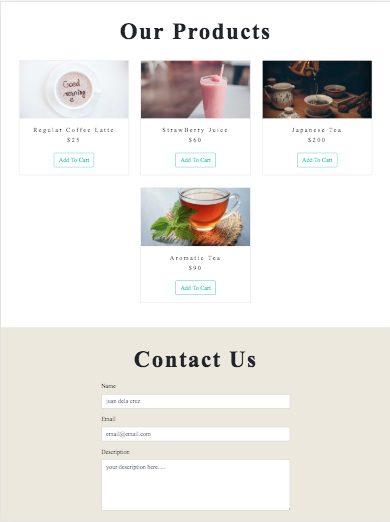 Our Products
Good
morning
Regular Coffee Latte
$25
Add To Cart
StrawBerry Juice
$60
Add To Cart
Japanese Tea
$200
Add To Cart
Aromatic Tea
$90
Add To Cart
Contact Us
Name
juan dela cruz
Email
email@email.com
Description
your description here.....